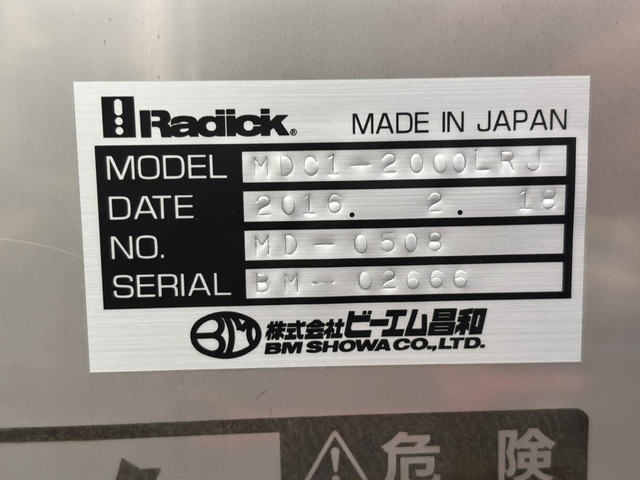 Radick® MADE IN JAPAN
MODEL MDC1-2000LRJ
DATE 2016. 2. 18
NO. MD-0508
SERIAL BM-02666
BM 株式会社ビーエム昌和
BM SHOWA CO.,LTD.
危険